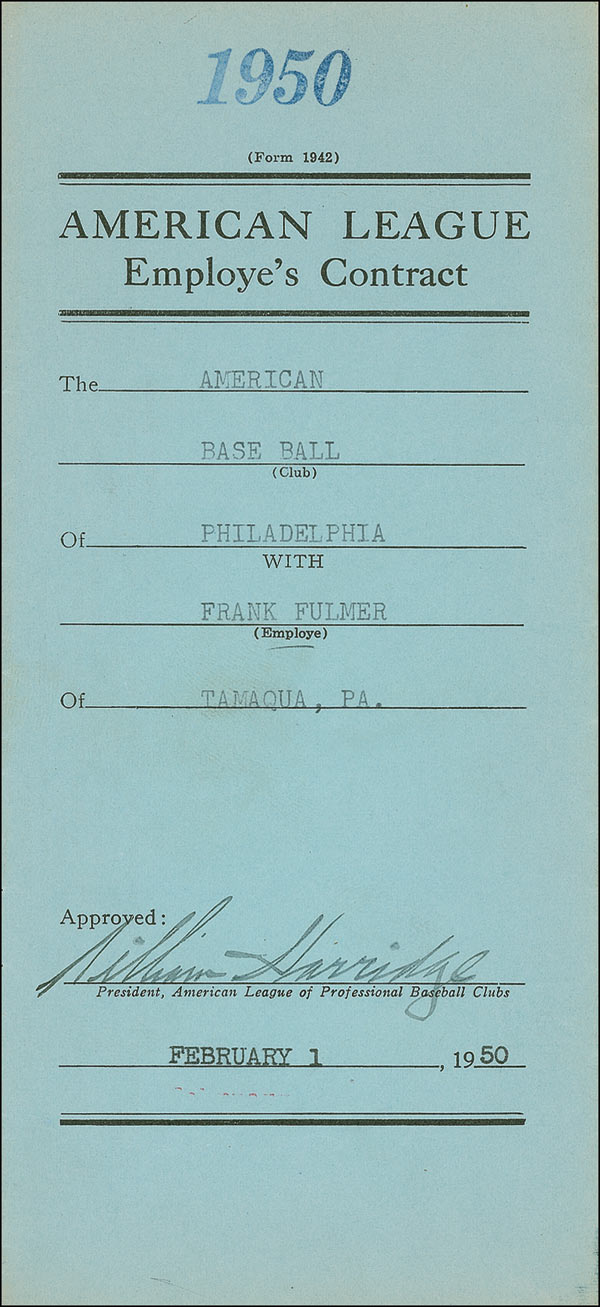 1950
(Form 1942)
AMERICAN LEAGUE
Employe's Contract
The AMERICAN
BASE BALL
(Club)
Of PHILADELPHIA
WITH
FRANK FULMER
(Employe)
Of TAMAQUA, PA.
Approved:
William Harridge
President, American League of Professional Baseball Clubs
FEBRUARY 1, 1950